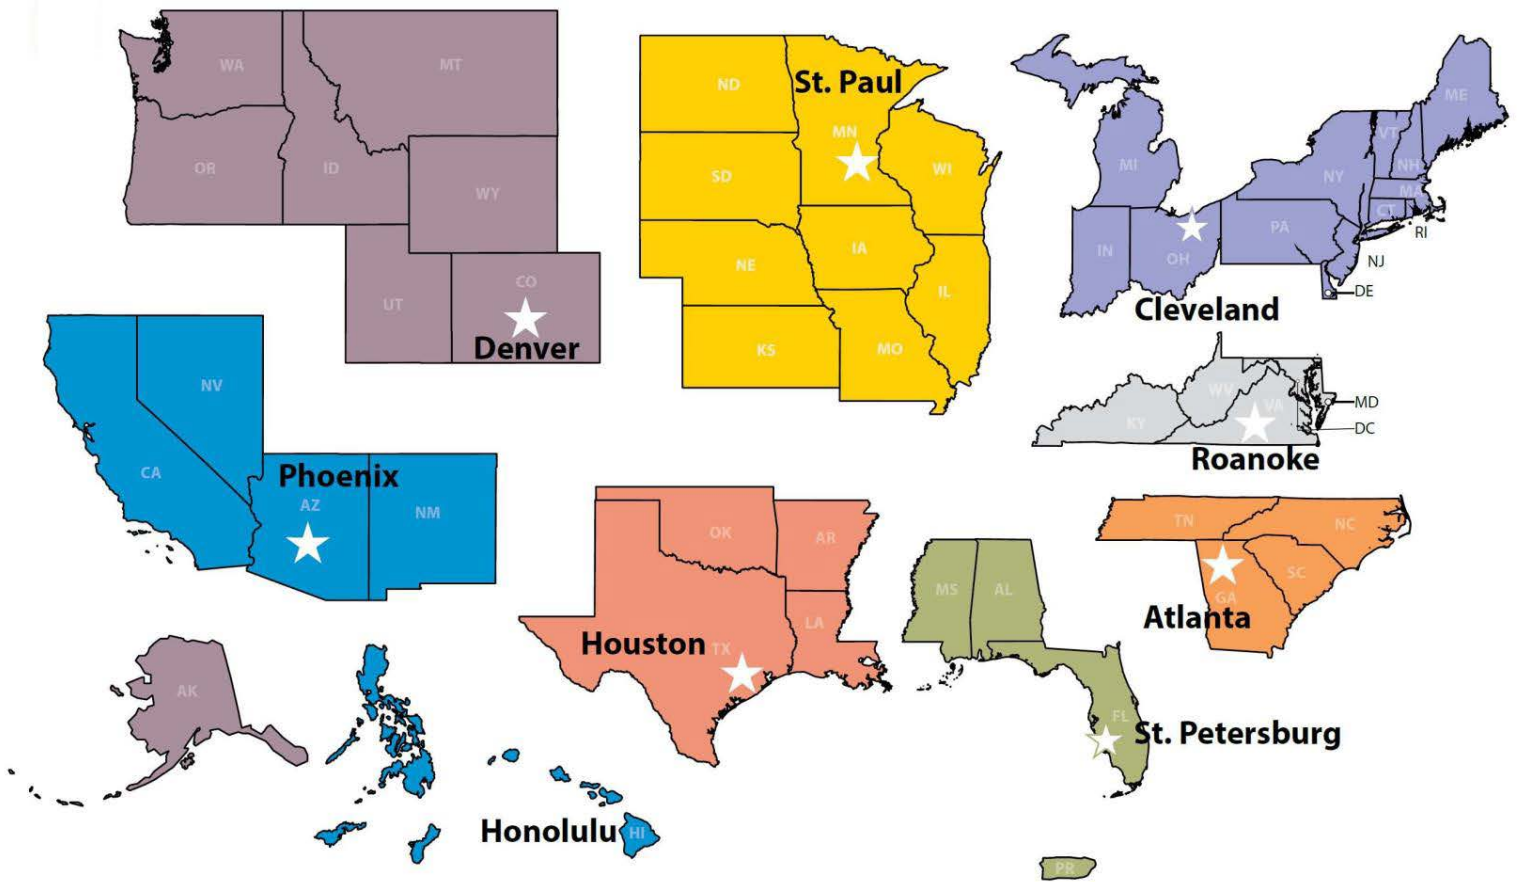 WA
MT
OR
ID
WY
UT
CO
Denver
ND
St. Paul
MN
SD
WI
NE
IA
IL
KS
MO
ME
VT
NH
MI
NY
MA
CT
RI
PA
IN
OH
NJ
DE
Cleveland
WV
VA
MD
KY
DC
Roanoke
NV
CA
Phoenix
AZ
NM
OK
AR
LA
Houston
TX
MS
AL
FL
St. Petersburg
TN
NC
SC
GA
Atlanta
AK
Honolulu
HI
PR